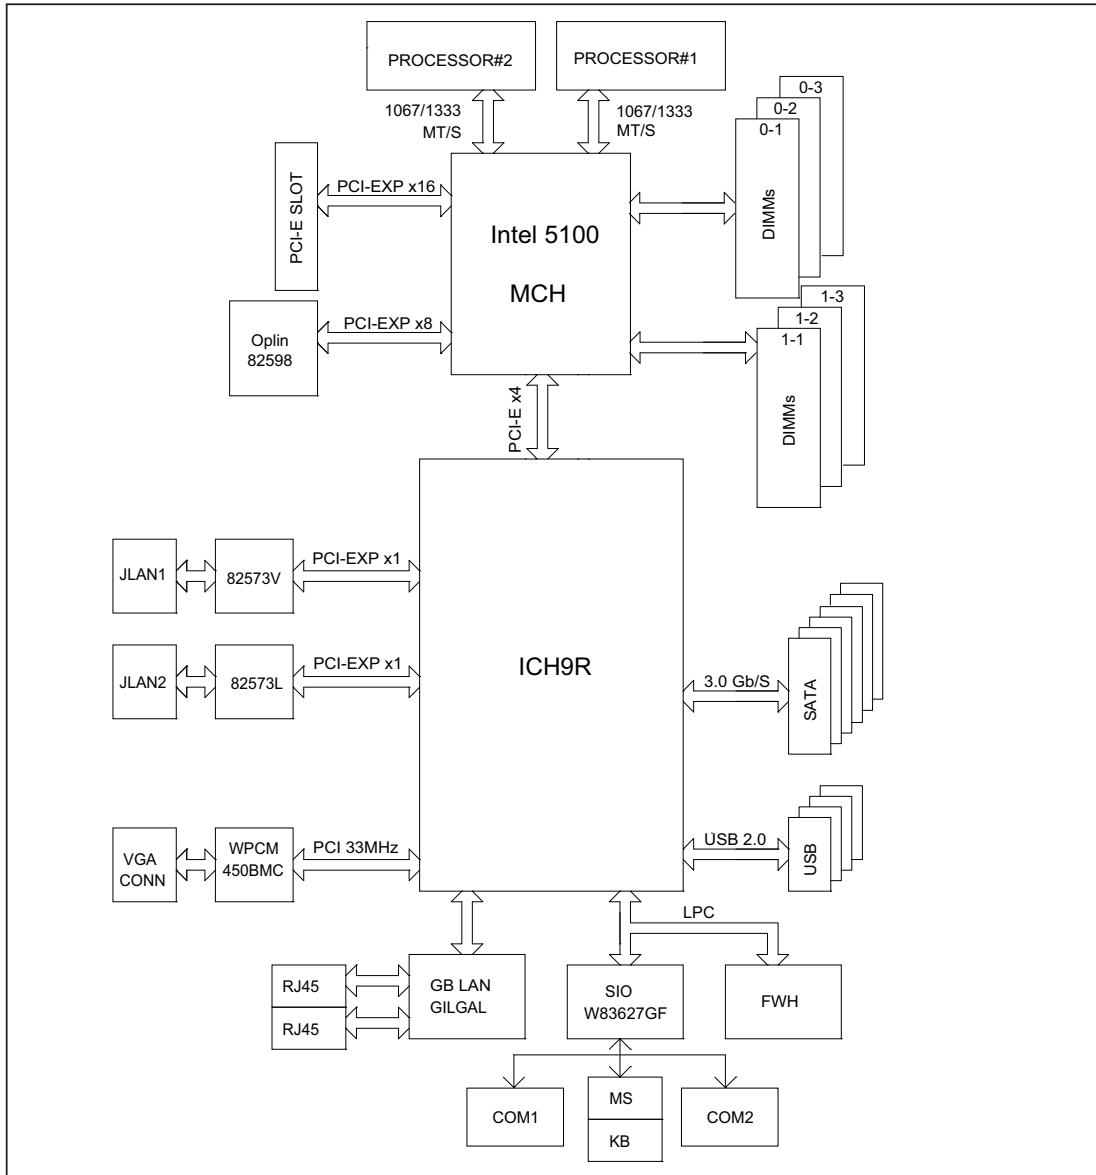 PROCESSOR#2
PROCESSOR#1
1067/1333
MT/S
1067/1333
MT/S
0-3
0-2
0-1
DIMMs
PCI-E SLOT
PCI-EXP x16
Intel 5100
MCH
Oplin
82598
PCI-EXP x8
1-3
1-2
1-1
DIMMs
PCI-E x4
JLAN1
82573V
PCI-EXP x1
JLAN2
82573L
PCI-EXP x1
ICH9R
3.0 Gb/S
SATA
VGA
CONN
WPCM
450BMC
PCI 33MHz
USB 2.0
USB
LPC
RJ45
RJ45
GB LAN
GILGAL
SIO
W83627GF
FWH
COM1
MS
KB
COM2